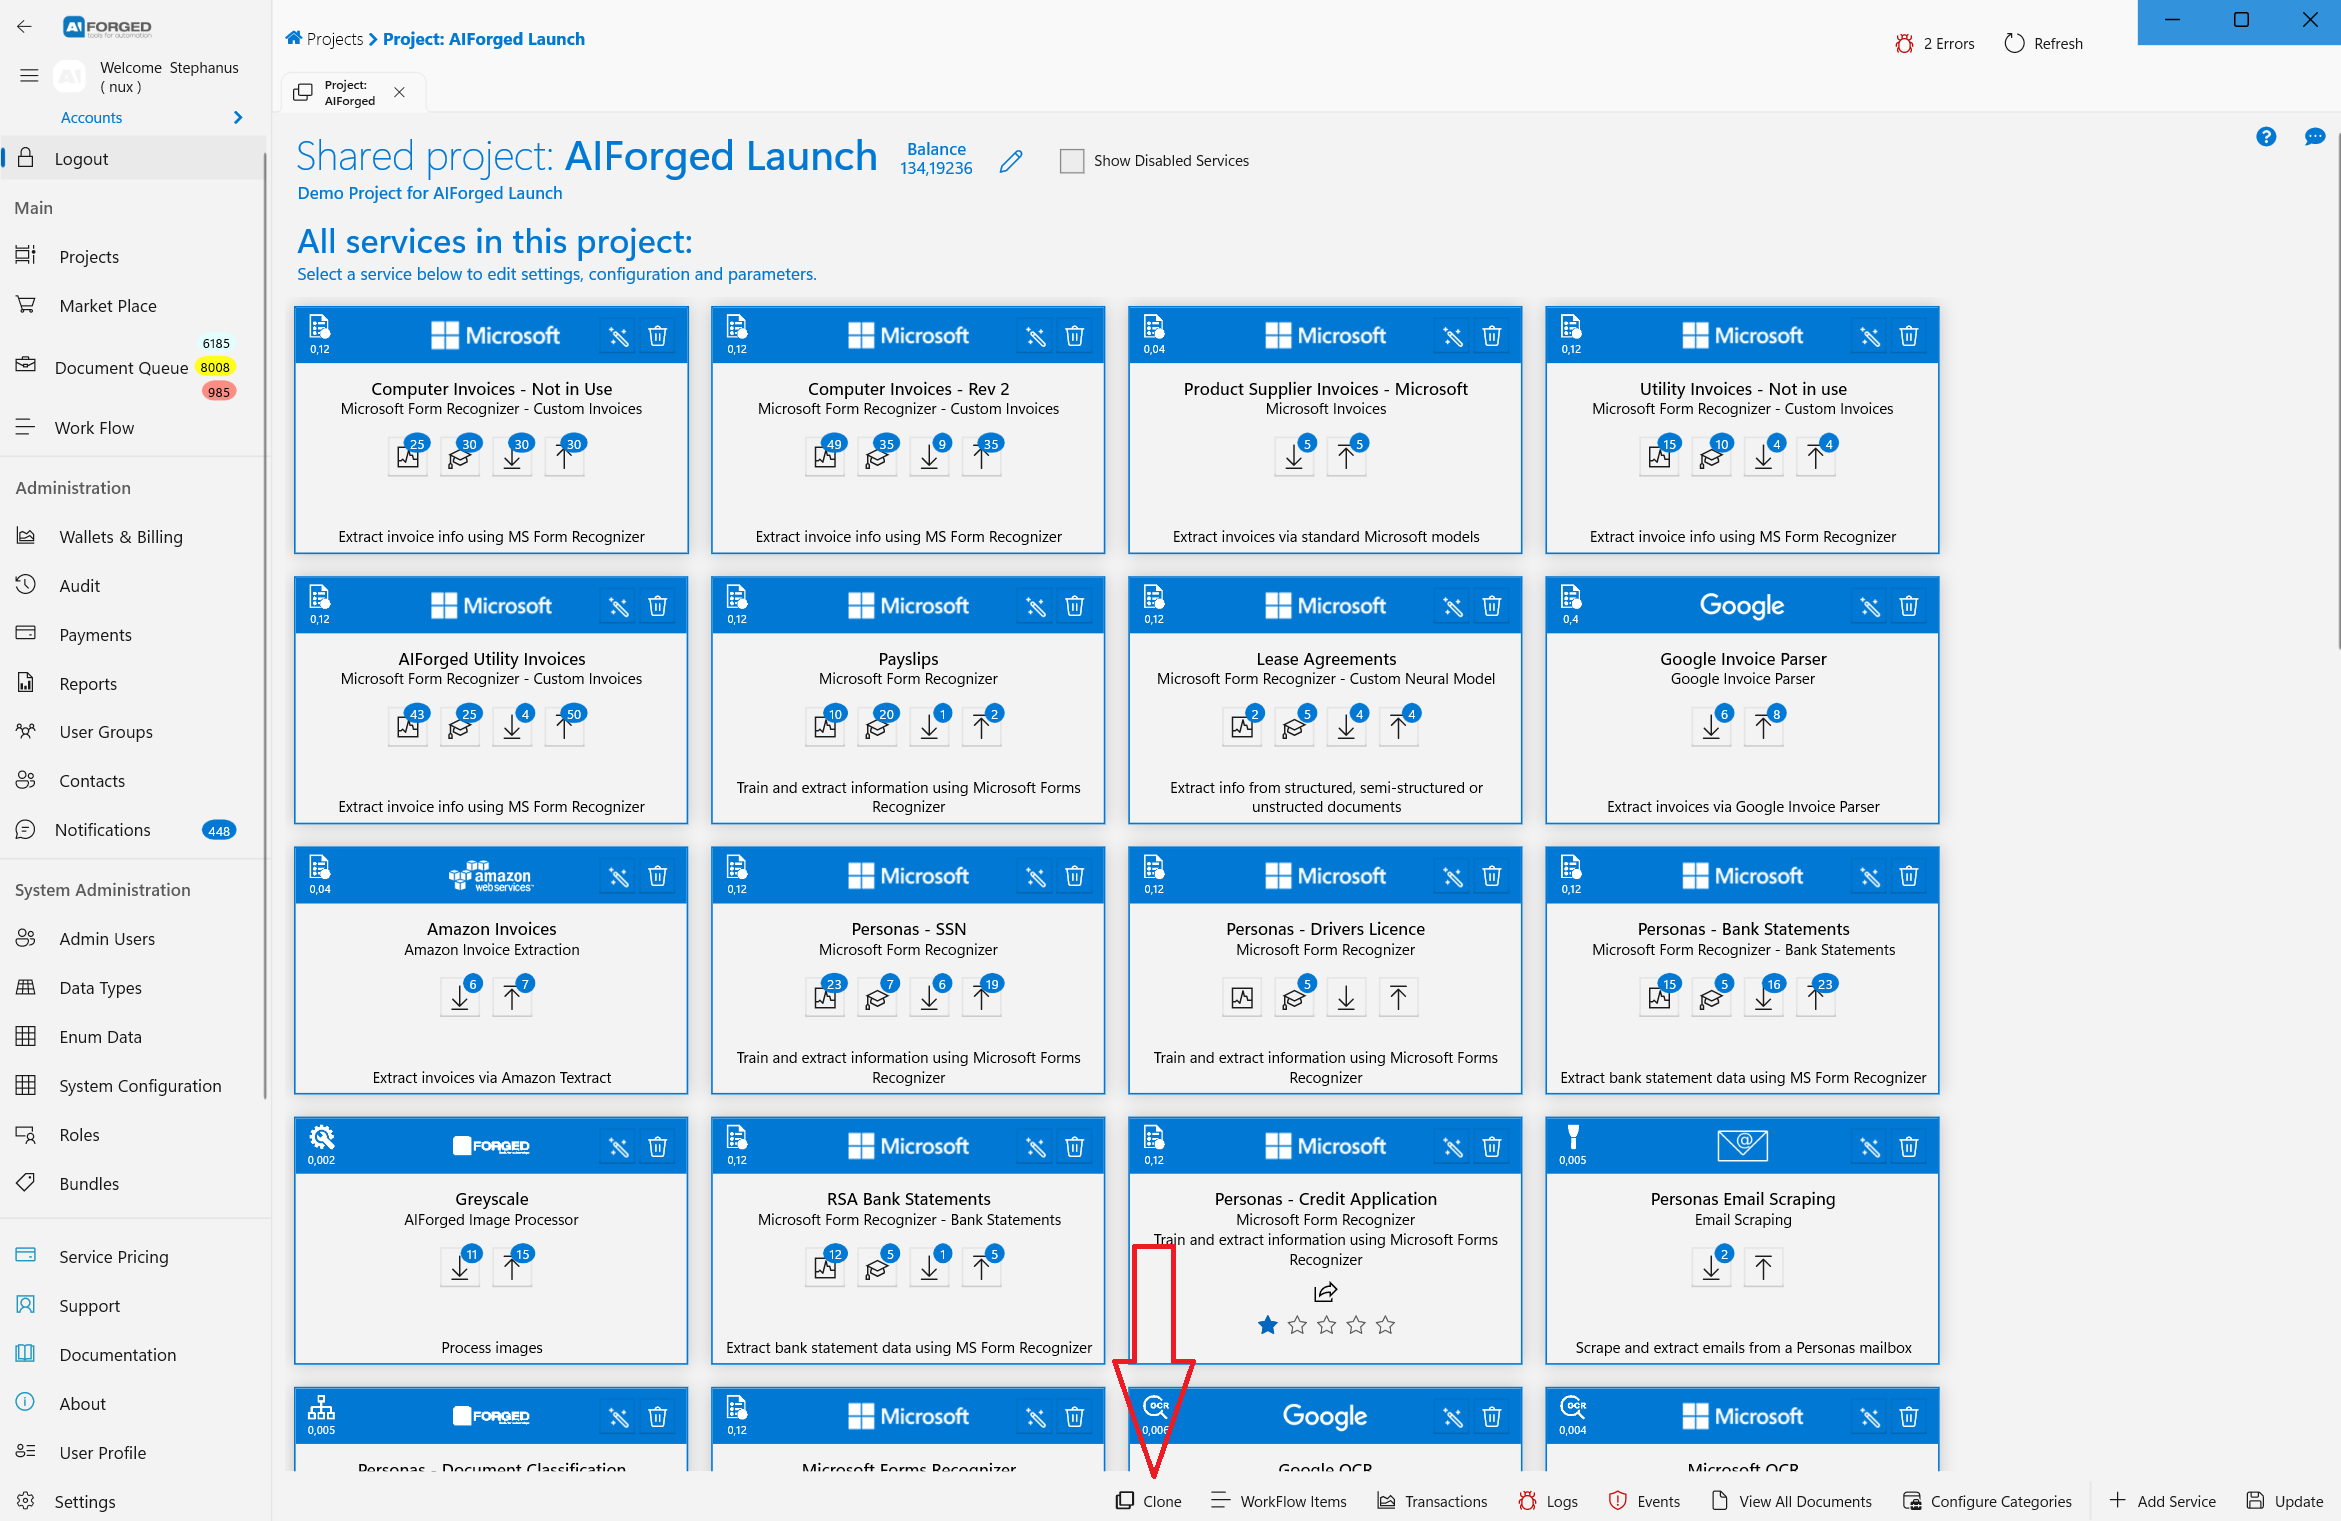 AI FORGED
tools for automation
Welcome Stephanus
( nux )
Accounts
Logout
Main
Projects
Market Place
6185
Document Queue 8008
985
Work Flow
Administration
Wallets & Billing
Audit
Payments
Reports
User Groups
Contacts
Notifications 448
System Administration
Admin Users
Data Types
Enum Data
System Configuration
Roles
Bundles
Service Pricing
Support
Documentation
About
User Profile
Settings
Projects > Project: AIForged Launch
2 Errors Refresh
Project:
AIForged
Shared project: AIForged Launch
Balance
134,19236
Show Disabled Services
Demo Project for AIForged Launch
All services in this project:
Select a service below to edit settings, configuration and parameters.
0,12 Microsoft
Computer Invoices - Not in Use
Microsoft Form Recognizer - Custom Invoices
25 30 30 30
Extract invoice info using MS Form Recognizer
0,12 Microsoft
Computer Invoices - Rev 2
Microsoft Form Recognizer - Custom Invoices
49 35 9 35
Extract invoice info using MS Form Recognizer
0,04 Microsoft
Product Supplier Invoices - Microsoft
Microsoft Invoices
5 5
Extract invoices via standard Microsoft models
0,12 Microsoft
Utility Invoices - Not in use
Microsoft Form Recognizer - Custom Invoices
15 10 4 4
Extract invoice info using MS Form Recognizer
0,12 Microsoft
AIForged Utility Invoices
Microsoft Form Recognizer - Custom Invoices
43 25 4 50
Extract invoice info using MS Form Recognizer
0,12 Microsoft
Payslips
Microsoft Form Recognizer
10 20 1 2
Train and extract information using Microsoft Forms
Recognizer
0,12 Microsoft
Lease Agreements
Microsoft Form Recognizer - Custom Neural Model
2 5 4 4
Extract info from structured, semi-structured or
unstructed documents
0,4 Google
Google Invoice Parser
Google Invoice Parser
6 8
Extract invoices via Google Invoice Parser
0,04 amazon
webservices™
Amazon Invoices
Amazon Invoice Extraction
6 7
Extract invoices via Amazon Textract
0,12 Microsoft
Personas - SSN
Microsoft Form Recognizer
23 7 6 19
Train and extract information using Microsoft Forms
Recognizer
0,12 Microsoft
Personas - Drivers Licence
Microsoft Form Recognizer
5
Train and extract information using Microsoft Forms
Recognizer
0,12 Microsoft
Personas - Bank Statements
Microsoft Form Recognizer - Bank Statements
15 5 16 23
Extract bank statement data using MS Form Recognizer
0,002 FORGED
Greyscale
AIForged Image Processor
11 15
Process images
0,12 Microsoft
RSA Bank Statements
Microsoft Form Recognizer - Bank Statements
12 5 1 5
Extract bank statement data using MS Form Recognizer
0,12 Microsoft
Personas - Credit Application
Microsoft Form Recognizer
Train and extract information using Microsoft Forms
Recognizer
0,005
Personas Email Scraping
Email Scraping
2
Scrape and extract emails from a Personas mailbox
0,005 FORGED
Personas - Document Classification
0,12 Microsoft
Microsoft Forms Recognizer
OCR
0,006 Google
Google OCR
OCR
0,004 Microsoft
Microsoft OCR
Clone WorkFlow Items Transactions Logs Events View All Documents Configure Categories Add Service Update